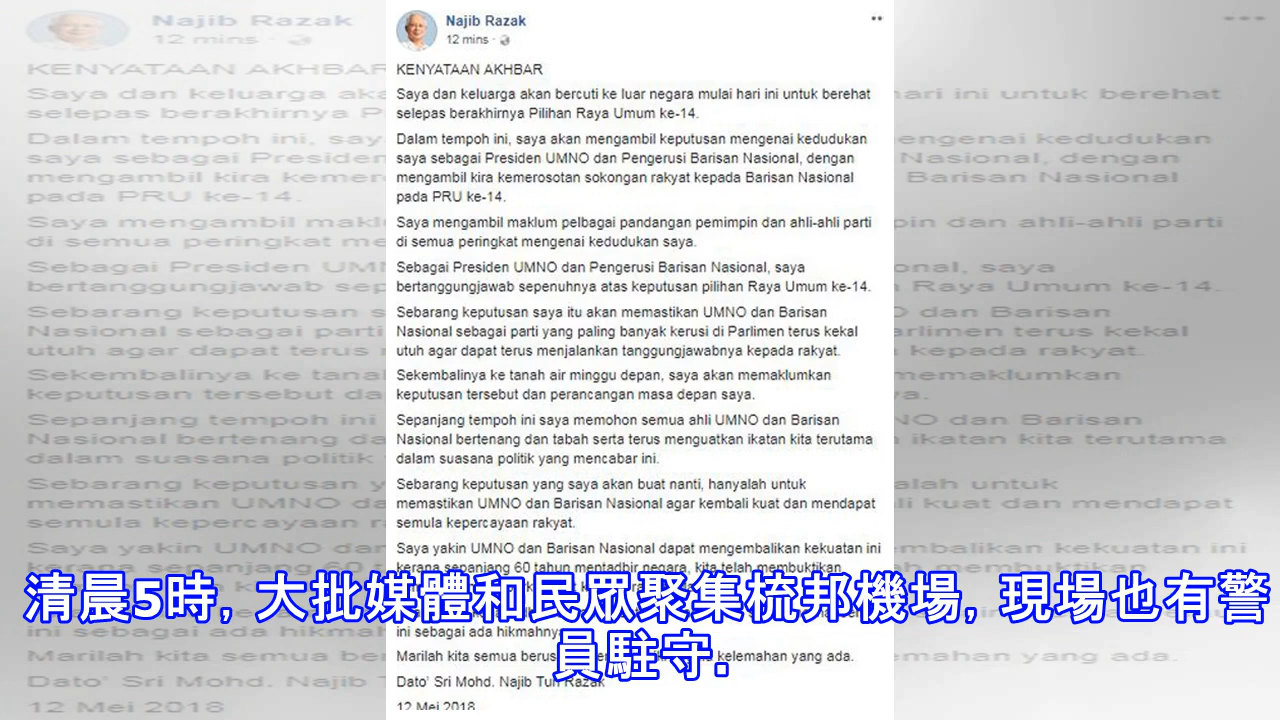 Najib Razak
12 mins
KENYATAAN AKHBAR
Saya dan keluarga akan bercuti ke luar negara mulai hari ini untuk berehat
selepas berakhirnya Pilihan Raya Umum ke-14.
Dalam tempoh ini, saya akan mengambil keputusan mengenai kedudukan
saya sebagai Presiden UMNO dan Pengerusi Barisan Nasional, dengan
mengambil kira kemerosotan sokongan rakyat kepada Barisan Nasional
pada PRU ke-14.
Saya mengambil maklum pelbagai pandangan pemimpin dan ahli-ahli parti
di semua peringkat mengenai kedudukan saya.
Sebagai Presiden UMNO dan Pengerusi Barisan Nasional, saya
bertanggungjawab sepenuhnya atas keputusan pilihan Raya Umum ke-14.
Sebarang keputusan saya itu akan memastikan UMNO dan Barisan
Nasional sebagai parti yang paling banyak kerusi di Parlimen terus kekal
utuh agar dapat terus menjalankan tanggungjawabnya kepada rakyat.
Sekembalinya ke tanah air minggu depan, saya akan memaklumkan
keputusan tersebut dan perancangan masa depan saya.
Sepanjang tempoh ini saya memohon semua ahli UMNO dan Barisan
Nasional bertenang dan tabah serta terus menguatkan ikatan kita terutama
dalam suasana politik yang mencabar ini.
Sebarang keputusan yang saya akan buat nanti, hanyalah untuk
memastikan UMNO dan Barisan Nasional agar kembali kuat dan mendapat
semula kepercayaan rakyat.
Saya yakin UMNO dan Barisan Nasional dapat mengembalikan kekuatan ini
kerana sepanjang 60 tahun mentadbir negara, kita telah membuktikan
清晨5時, 大批媒體和民眾聚集梳邦機場, 現場也有警
員駐守.
ini sebagai ada hikmahnya
Marilah kita semua kelemahan yang ada.
Dato' Sri Mohd. Najib Tun Razak
12 Mei 2018